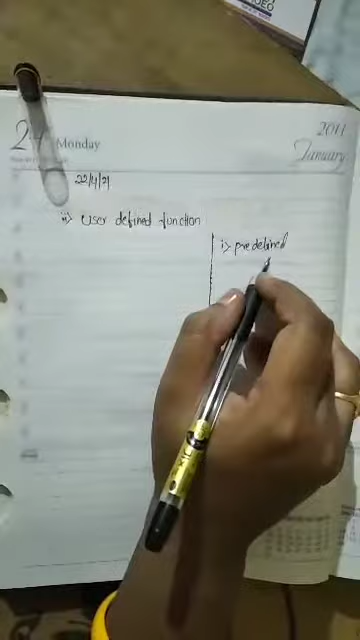 2011
24 Monday
January
22/4/21
ii> User defined function
i> predefined